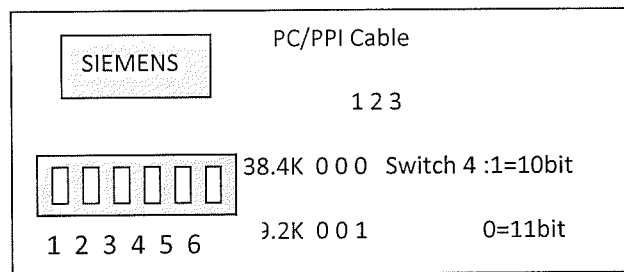 PC/PPI Cable
SIEMENS
1 2 3
38.4K 0 0 0 Switch 4 :1=10bit
9.2K 0 0 1 0=11bit
1 2 3 4 5 6